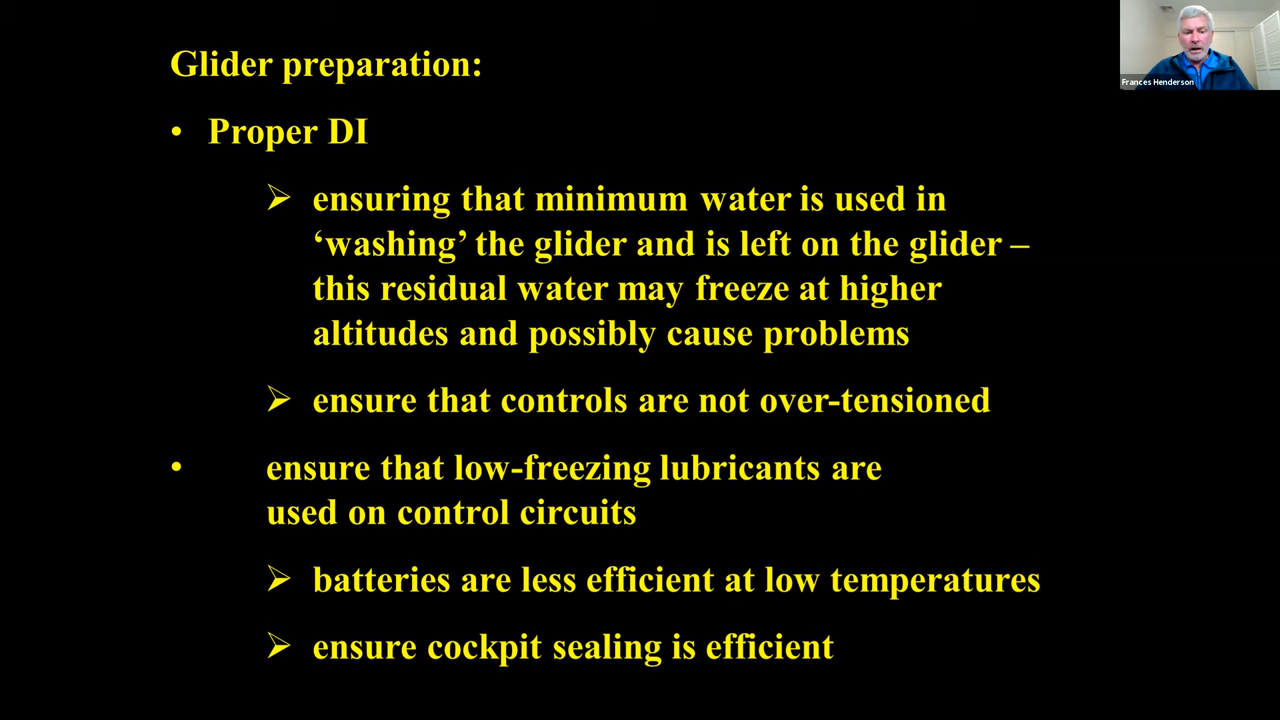 Glider preparation:
Frances Henderson
• Proper DI
➢ ensuring that minimum water is used in
‘washing’ the glider and is left on the glider –
this residual water may freeze at higher
altitudes and possibly cause problems
➢ ensure that controls are not over-tensioned
• ensure that low-freezing lubricants are
used on control circuits
➢ batteries are less efficient at low temperatures
➢ ensure cockpit sealing is efficient